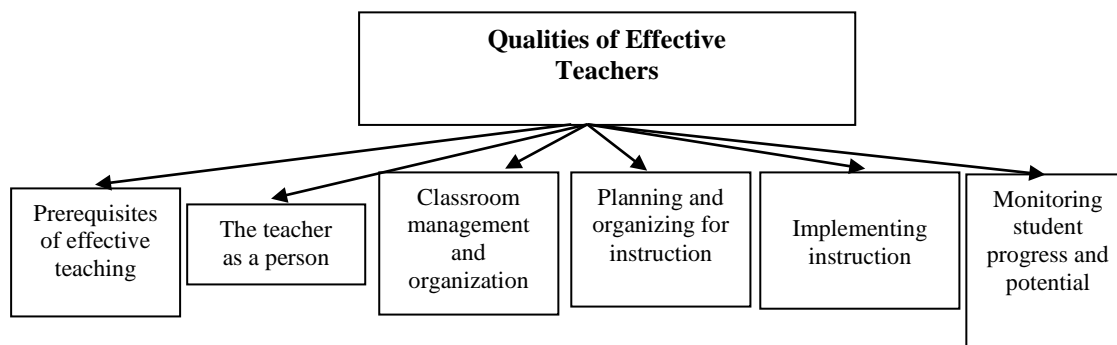 Qualities of Effective
Teachers
Prerequisites
of effective
teaching
The teacher
as a person
Classroom
management
and
organization
Planning and
organizing for
instruction
Implementing
instruction
Monitoring
student
progress and
potential